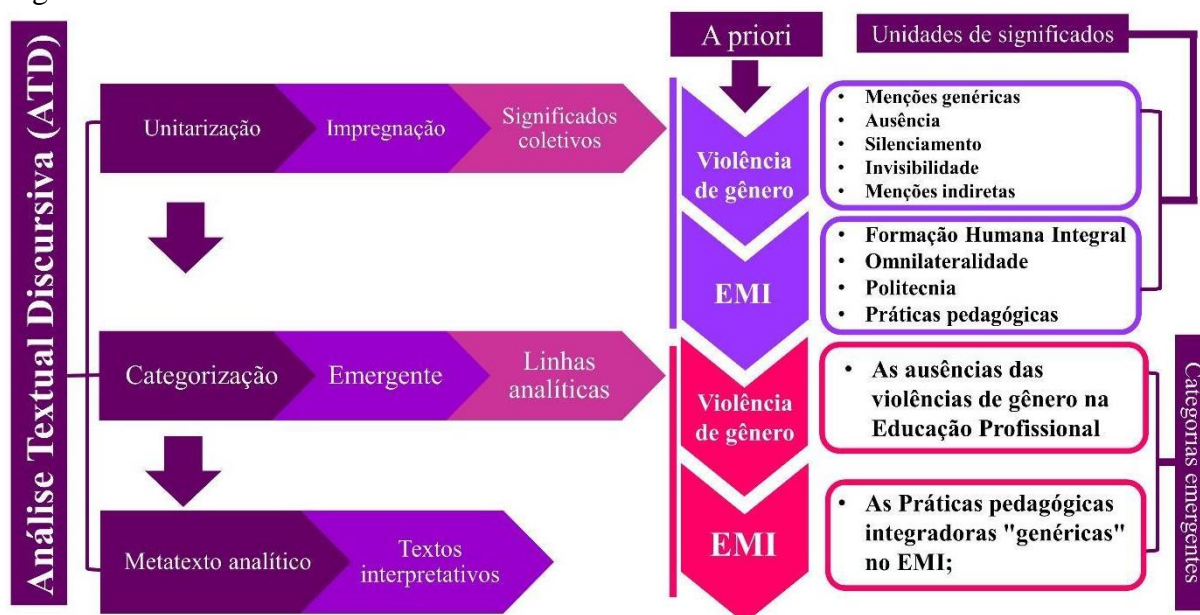 Análise Textual Discursiva (ATD)
Unitarização
Impregnação
Significados
coletivos
A priori
Unidades de significados
Violência
de gênero
• Menções genéricas
• Ausência
• Silenciamento
• Invisibilidade
• Menções indiretas
EMI
• Formação Humana Integral
• Omnilateralidade
• Politecnia
• Práticas pedagógicas
Categorização
Emergente
Linhas
analíticas
Violência
de gênero
• As ausências das
violências de gênero na
Educação Profissional
Metatexto analítico
Textos
interpretativos
EMI
• As Práticas pedagógicas
integradoras "genéricas"
no EMI;
Categorias emergentes